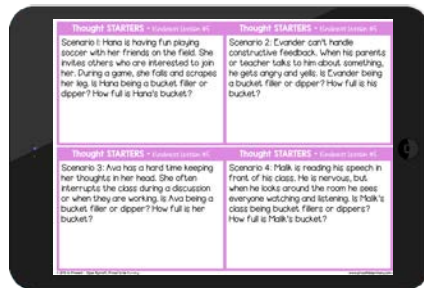 Thought STARTERS • Kindness Lesson #5
Scenario 1: Hana is having fun playing
soccer with her friends on the field. She
invites others who are interested to join
her. During a game, she falls and scrapes
her leg. Is Hana being a bucket filler or
dipper? How full is Hana's bucket?
Thought STARTERS • Kindness Lesson #5
Scenario 2: Evander can't handle
constructive feedback. When his parents
or teacher talks to him about something,
he gets angry and yells. Is Evander being
a bucket filler or dipper? How full is his
bucket?
Thought STARTERS • Kindness Lesson #5
Scenario 3: Ava has a hard time keeping
her thoughts in her head. She often
interrupts the class during a discussion
or when they are working. Is Ava being a
bucket filler or dipper? How full is her
bucket?
Thought STARTERS • Kindness Lesson #5
Scenario 4: Malik is reading his speech in
front of his class. He is nervous, but
when he looks around the room he sees
everyone watching and listening. Is Malik's
class being bucket fillers or dippers?
How full is Malik's bucket?